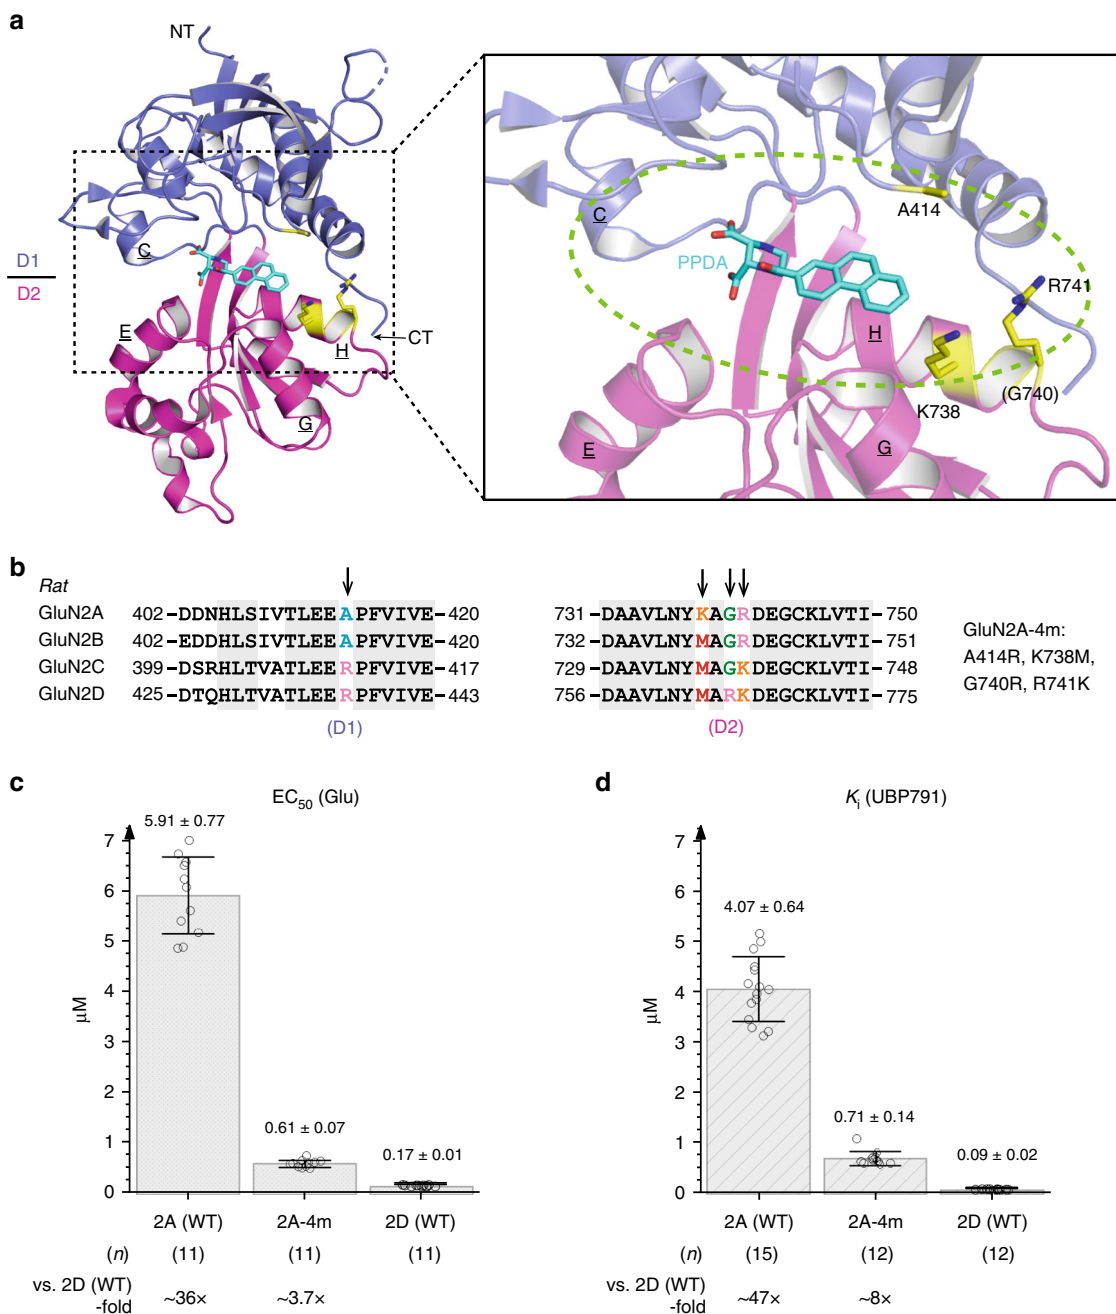 a
NT
D1
D2
C
E
H
G
CT
C
PPDA
A414
R741
H
K738
(G740)
E
G
b
Rat
GluN2A 402 – DDNHLSIVTLEEAPFVIVE – 420 731 – DAAVLNYKAGRDEGCKLVTI – 750
GluN2B 402 – EDDHLSIVTLEEAPFVIVE – 420 732 – DAAVLNYMAGRDEGCKLVTI – 751
GluN2C 399 – DSRHLTVATLEERPFVIVE – 417 729 – DAAVLNYMAGKDEGCKLVTI – 748
GluN2D 425 – DTQHLTVATLEERPFVIVE – 443 756 – DAAVLNYMARKDEGCKLVTI – 775
(D1) (D2)
GluN2A-4m:
A414R, K738M,
G740R, R741K
c
EC50 (Glu)
5.91 ± 0.77
0.61 ± 0.07
0.17 ± 0.01
µM
7
6
5
4
3
2
1
0
2A (WT) 2A-4m 2D (WT)
(n) (11) (11) (11)
vs. 2D (WT)
-fold ~36× ~3.7×
d
Ki (UBP791)
4.07 ± 0.64
0.71 ± 0.14
0.09 ± 0.02
µM
7
6
5
4
3
2
1
0
2A (WT) 2A-4m 2D (WT)
(n) (15) (12) (12)
vs. 2D (WT)
-fold ~47× ~8×